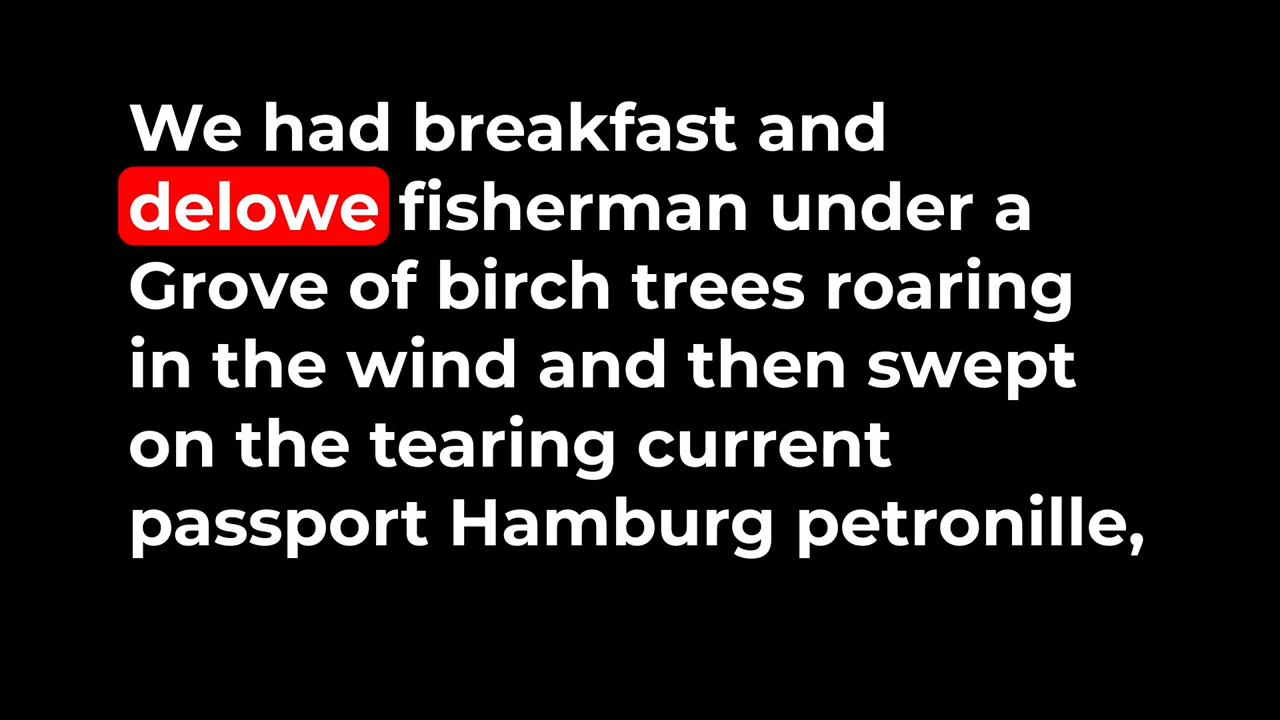 We had breakfast and
delowe fisherman under a
Grove of birch trees roaring
in the wind and then swept
on the tearing current
passport Hamburg petronille,